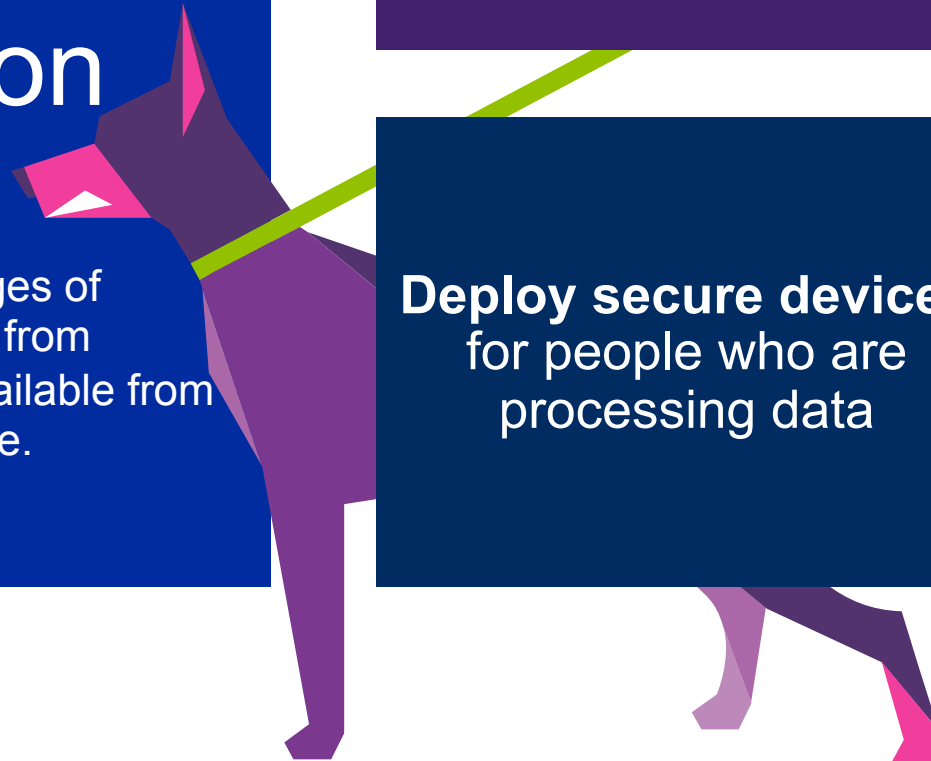 on
ges of
from
ailable from
e.
Deploy secure device
for people who are
processing data